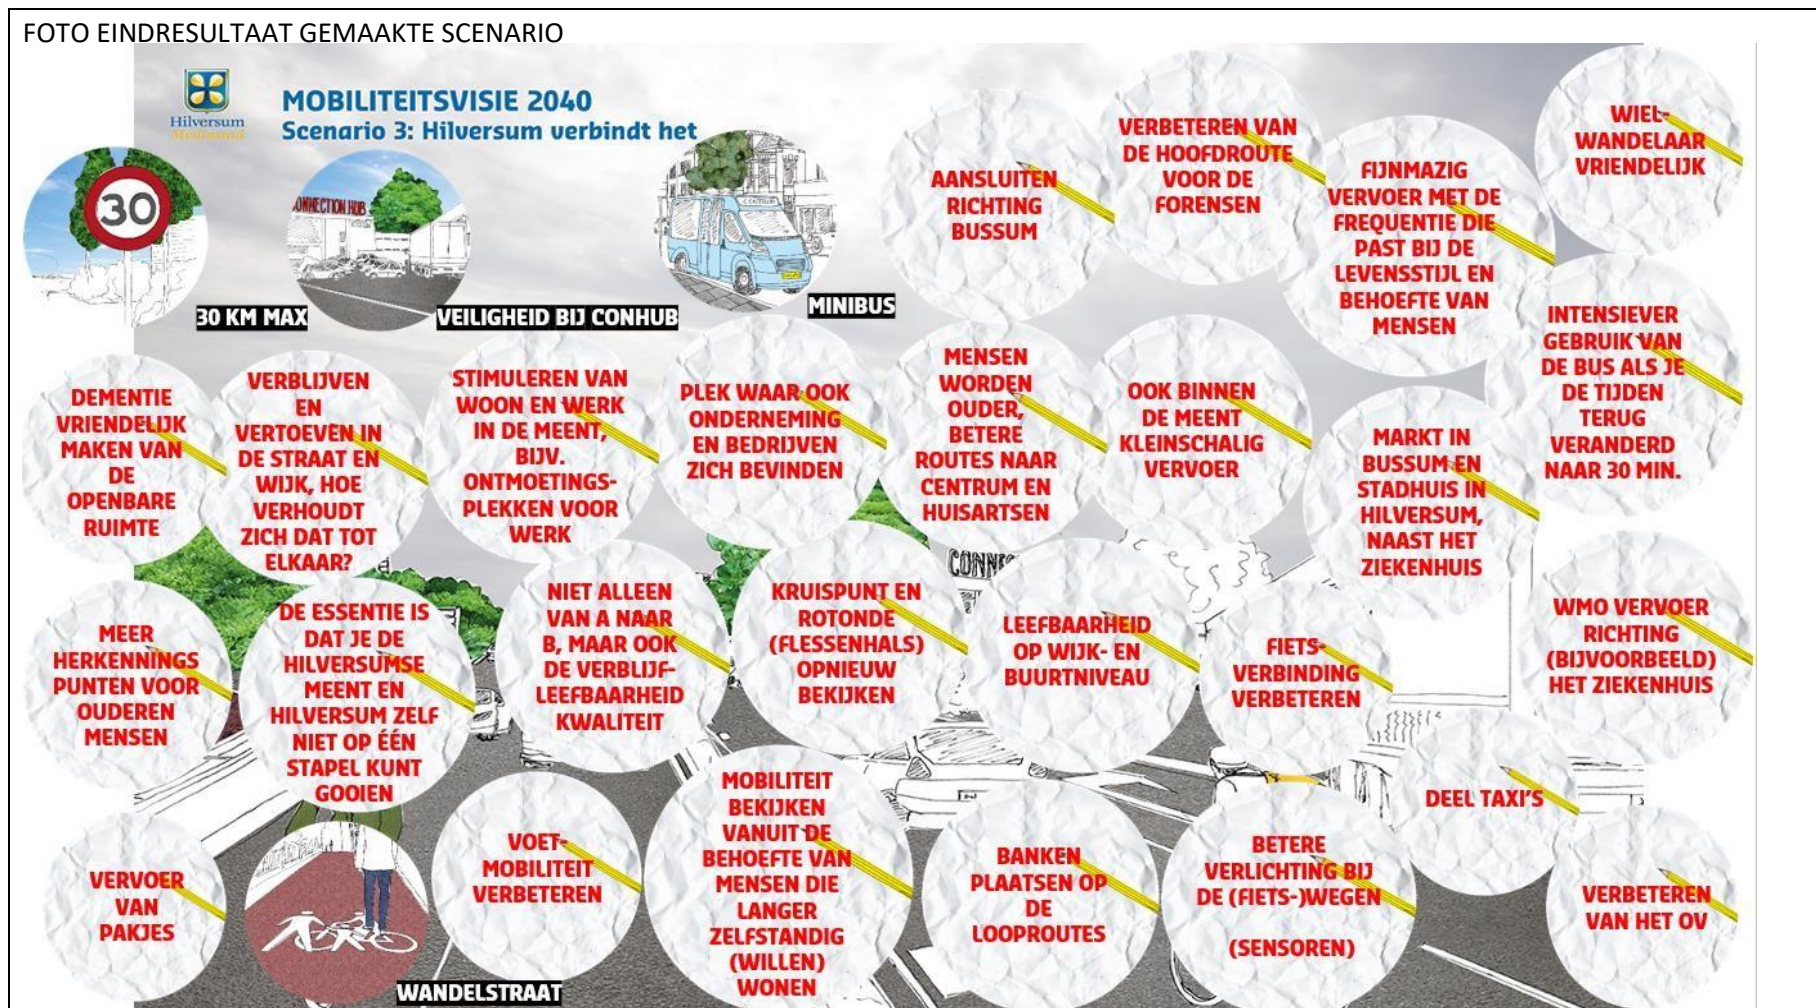 FOTO EINDRESULTAAT GEMAAKTE SCENARIO
Hilversum
Mediastad
MOBILITEITSVISIE 2040
Scenario 3: Hilversum verbindt het
30
30 KM MAX
CONNECTION HUB
VEILIGHEID BIJ CONHUB
CENTRUM
MINIBUS
AANSLUITEN
RICHTING
BUSSUM
VERBETEREN VAN
DE HOOFDROUTE
VOOR DE
FORENSEN
FIJNMAZIG
VERVOER MET DE
FREQUENTIE DIE
PAST BIJ DE
LEVENSSTIJL EN
BEHOEFTE VAN
MENSEN
WIEL-
WANDELAAR
VRIENDELIJK
DEMENTIE
VRIENDELIJK
MAKEN VAN
DE
OPENBARE
RUIMTE
VERBLIJVEN
EN
VERTOEVEN IN
DE STRAAT EN
WIJK, HOE
VERHOUDT
ZICH DAT TOT
ELKAAR?
STIMULEREN VAN
WOON EN WERK
IN DE MEENT,
BIJV.
ONTMOETINGS-
PLEKKEN VOOR
WERK
PLEK WAAR OOK
ONDERNEMING
EN BEDRIJVEN
ZICH BEVINDEN
MENSEN
WORDEN
OUDER,
BETERE
ROUTES NAAR
CENTRUM EN
HUISARTSEN
OOK BINNEN
DE MEENT
KLEINSCHALIG
VERVOER
MARKT IN
BUSSUM EN
STADHUIS IN
HILVERSUM,
NAAST HET
ZIEKENHUIS
INTENSIEVER
GEBRUIK VAN
DE BUS ALS JE
DE TIJDEN
TERUG
VERANDERD
NAAR 30 MIN.
MEER
HERKENNINGS
PUNTEN VOOR
OUDEREN
MENSEN
DE ESSENTIE IS
DAT JE DE
HILVERSUMSE
MEENT EN
HILVERSUM ZELF
NIET OP ÉÉN
STAPEL KUNT
GOOIEN
NIET ALLEEN
VAN A NAAR
B, MAAR OOK
DE VERBLIJF-
LEEFBAARHEID
KWALITEIT
KRUISPUNT EN
ROTONDE
(FLESSENHALS)
OPNIEUW
BEKIJKEN
LEEFBAARHEID
OP WIJK- EN
BUURTNIVEAU
FIETS-
VERBINDING
VERBETEREN
WMO VERVOER
RICHTING
(BIJVOORBEELD)
HET ZIEKENHUIS
VERVOER
VAN
PAKJES
WANDELSTRAAT
VOET-
MOBILITEIT
VERBETEREN
MOBILITEIT
BEKIJKEN
VANUIT DE
BEHOEFTE VAN
MENSEN DIE
LANGER
ZELFSTANDIG
(WILLEN)
WONEN
BANKEN
PLAATSEN OP
DE
LOOPROUTES
BETERE
VERLICHTING BIJ
DE (FIETS-)WEGEN
(SENSOREN)
DEEL TAXI'S
VERBETEREN
VAN HET OV